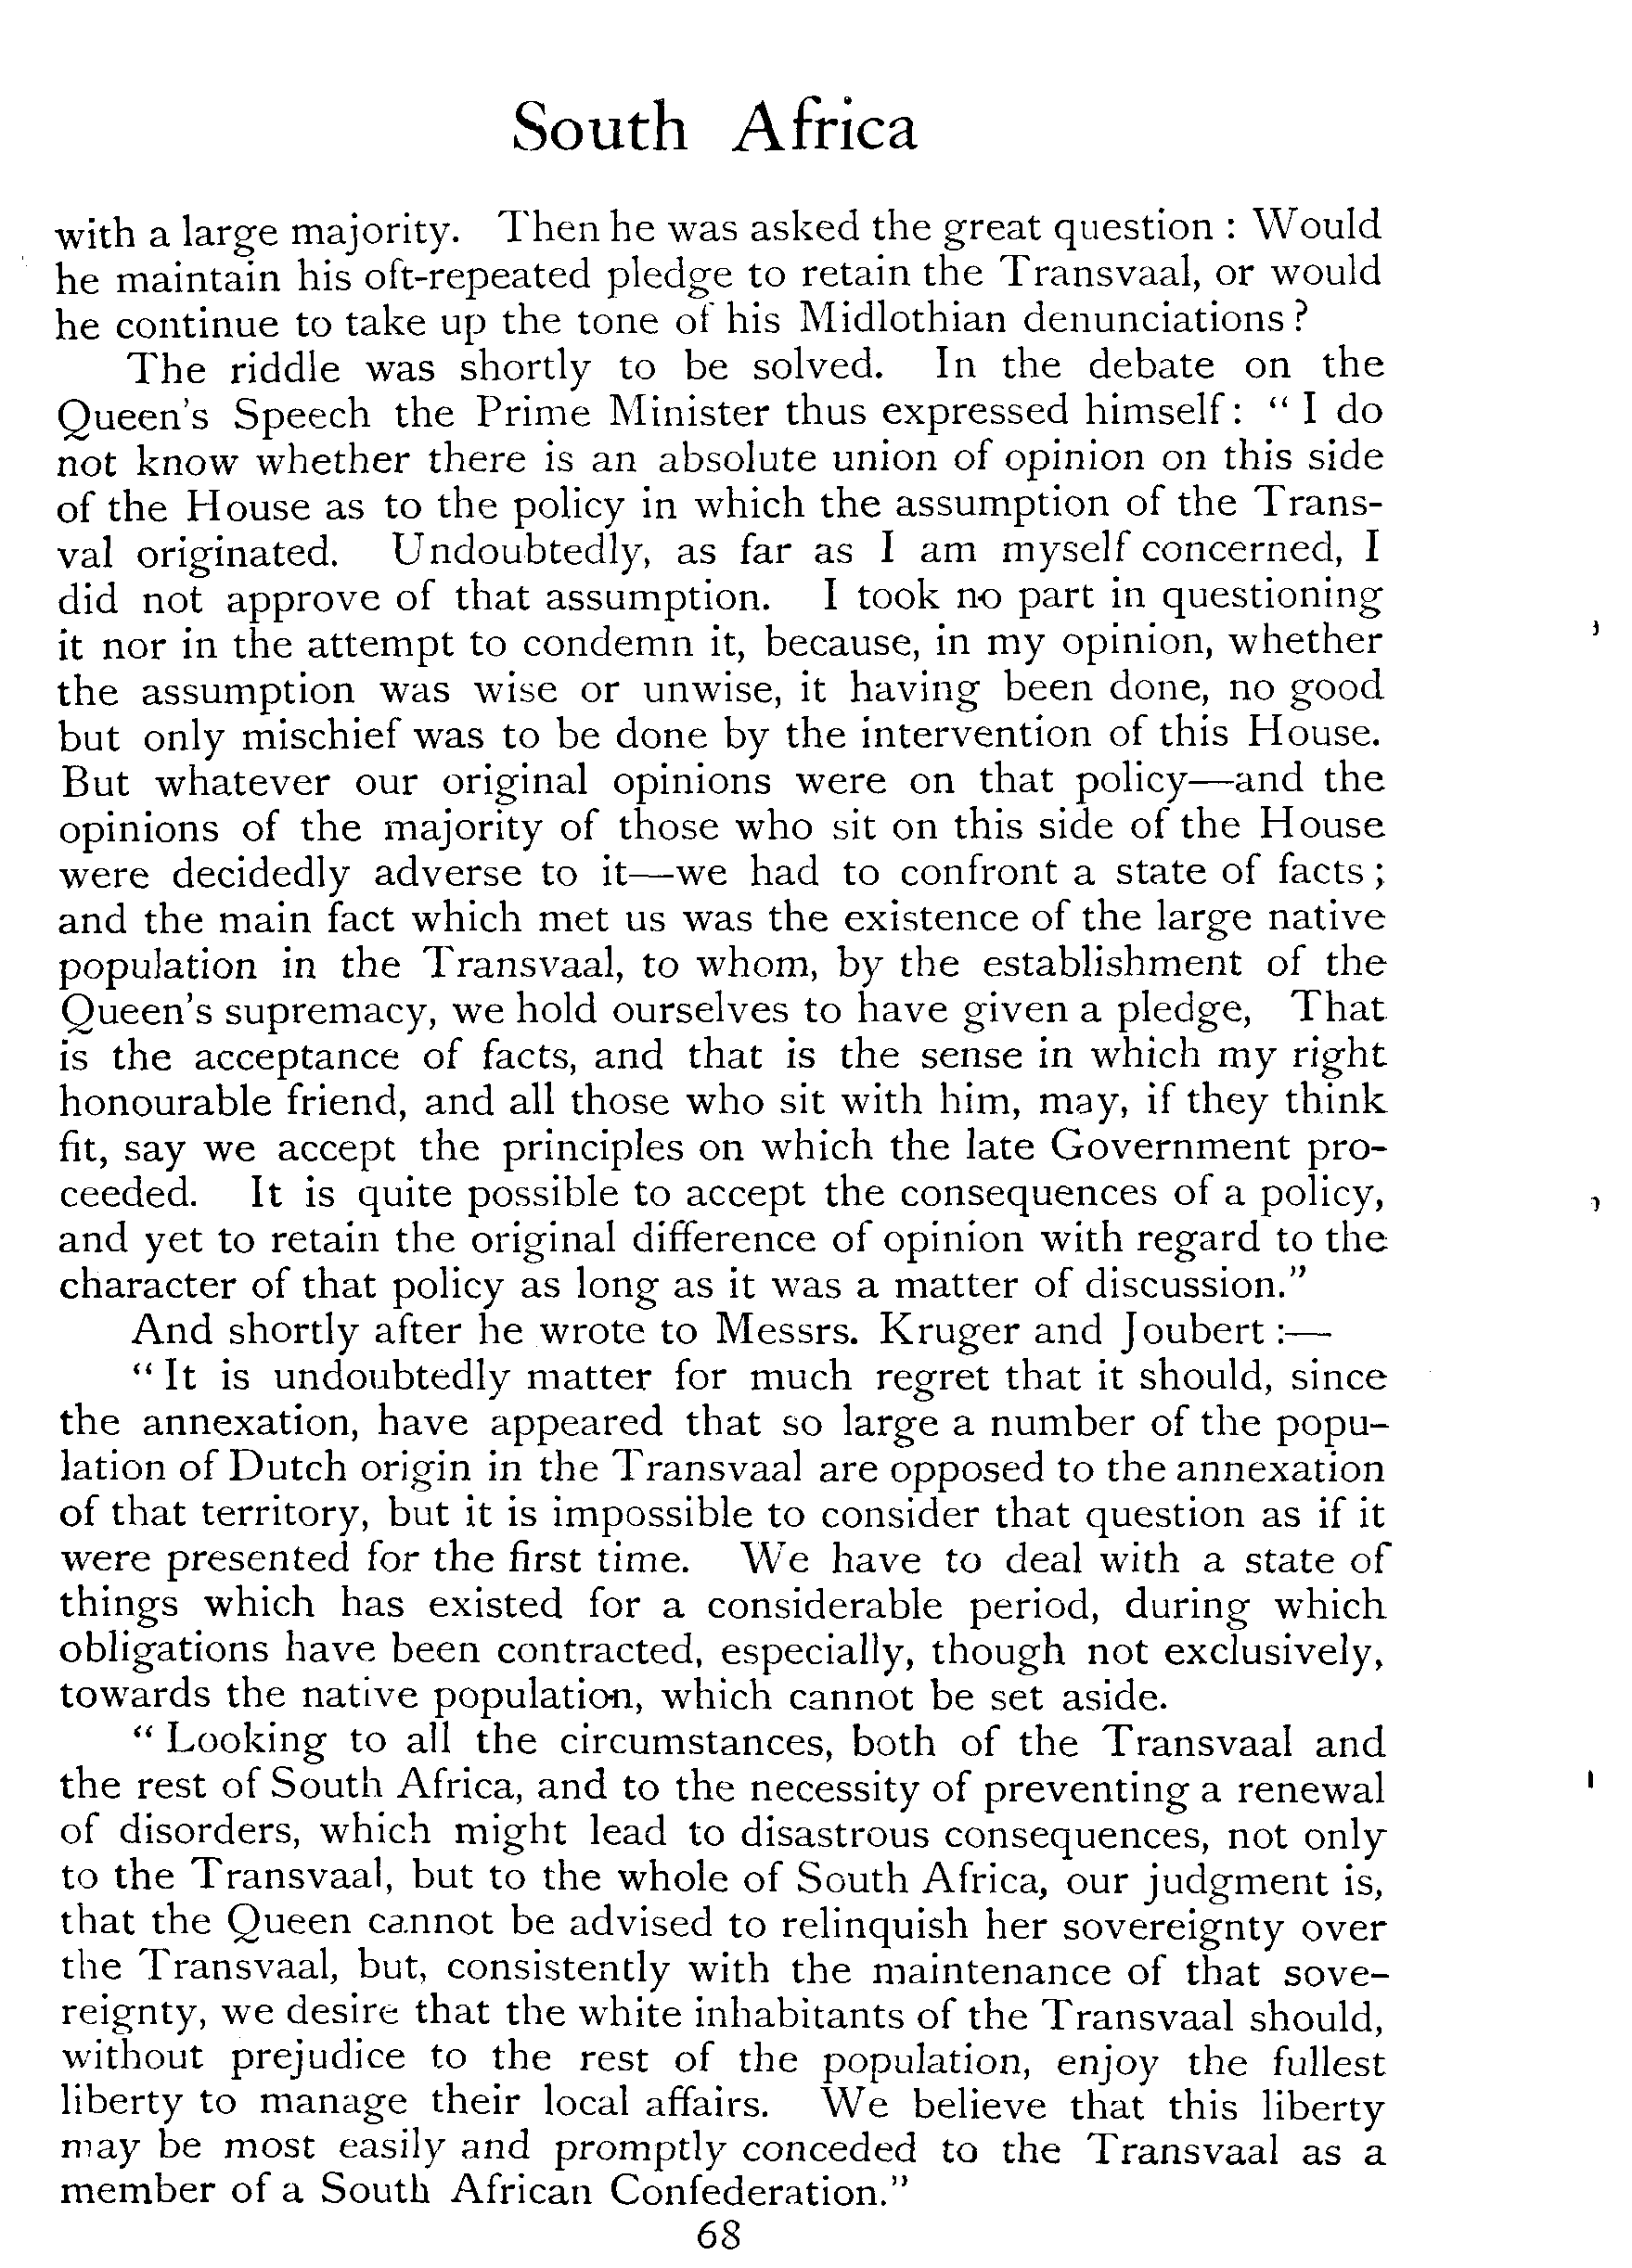 South Africa
with a large majority. Then he was asked the great question : Would
he maintain his oft-repeated pledge to retain the Transvaal, or would
he continue to take up the tone of his Midlothian denunciations ?
The riddle was shortly to be solved. In the debate on the
Queen's Speech the Prime Minister thus expressed himself : " I do
not know whether there is an absolute union of opinion on this side
of the House as to the policy in which the assumption of the Trans-
val originated. Undoubtedly, as far as I am myself concerned, I
did not approve of that assumption. I took no part in questioning
it nor in the attempt to condemn it, because, in my opinion, whether
the assumption was wise or unwise, it having been done, no good
but only mischief was to be done by the intervention of this House.
But whatever our original opinions were on that policy—and the
opinions of the majority of those who sit on this side of the House
were decidedly adverse to it—we had to confront a state of facts ;
and the main fact which met us was the existence of the large native
population in the Transvaal, to whom, by the establishment of the
Queen's supremacy, we hold ourselves to have given a pledge, That
is the acceptance of facts, and that is the sense in which my right
honourable friend, and all those who sit with him, may, if they think
fit, say we accept the principles on which the late Government pro-
ceeded. It is quite possible to accept the consequences of a policy,
and yet to retain the original difference of opinion with regard to the
character of that policy as long as it was a matter of discussion."
And shortly after he wrote to Messrs. Kruger and Joubert :—
" It is undoubtedly matter for much regret that it should, since
the annexation, have appeared that so large a number of the popu-
lation of Dutch origin in the Transvaal are opposed to the annexation
of that territory, but it is impossible to consider that question as if it
were presented for the first time. We have to deal with a state of
things which has existed for a considerable period, during which
obligations have been contracted, especially, though not exclusively,
towards the native population, which cannot be set aside.
" Looking to all the circumstances, both of the Transvaal and
the rest of South Africa, and to the necessity of preventing a renewal
of disorders, which might lead to disastrous consequences, not only
to the Transvaal, but to the whole of South Africa, our judgment is,
that the Queen cannot be advised to relinquish her sovereignty over
the Transvaal, but, consistently with the maintenance of that sove-
reignty, we desire that the white inhabitants of the Transvaal should,
without prejudice to the rest of the population, enjoy the fullest
liberty to manage their local affairs. We believe that this liberty
may be most easily and promptly conceded to the Transvaal as a
member of a South African Confederation."
68